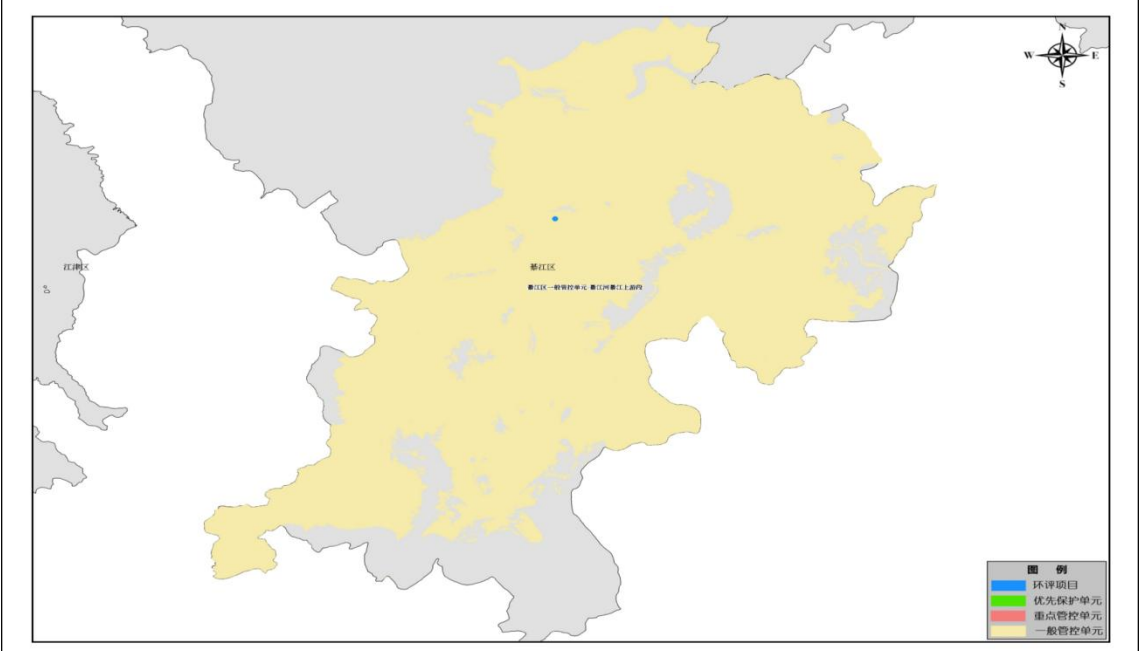 N
W E
S
江津区
綦江区
綦江区一般管控单元-綦江河綦江上游段
图 例
环评项目
优先保护单元
重点管控单元
一般管控单元